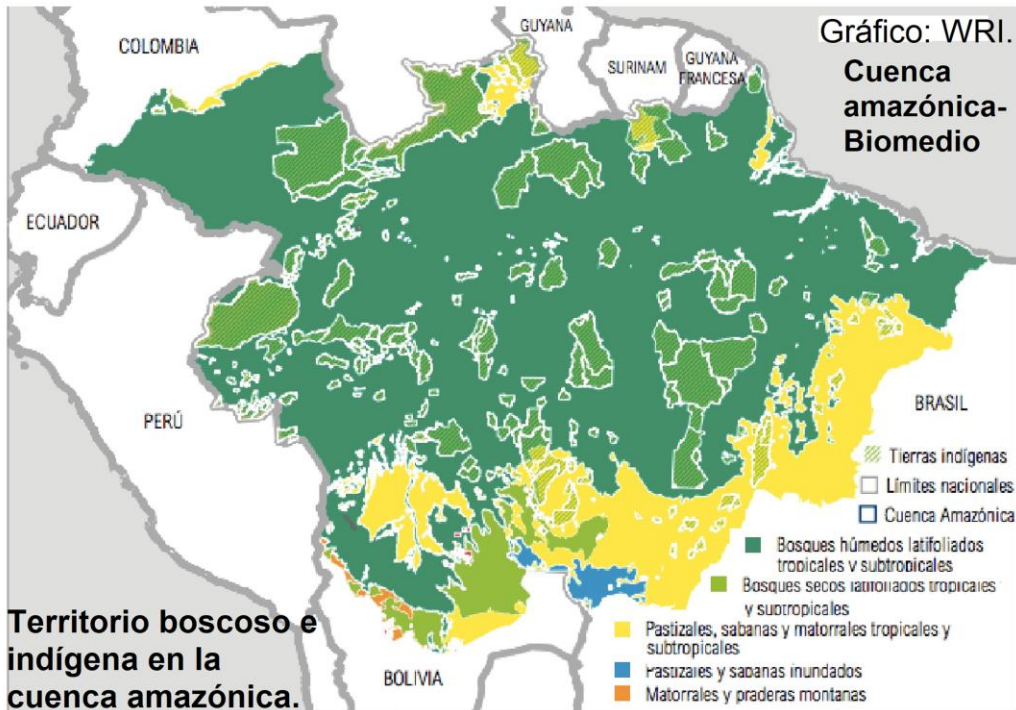 COLOMBIA
GUYANA
SURINAM
GUYANA
FRANCESA
Gráfico: WRI.
Cuenca
amazónica-
Biomedio
ECUADOR
PERÚ
BRASIL
Tierras indígenas
Límites nacionales
Cuenca Amazónica
Bosques húmedos latifoliados
tropicales y subtropicales
Bosques secos latifoliados tropicales
y subtropicales
Pastizales, sabanas y matorrales tropicales y
subtropicales
Pastizales y sabanas inundados
Matorrales y praderas montanas
Territorio boscoso e
indígena en la
cuenca amazónica.
BOLIVIA